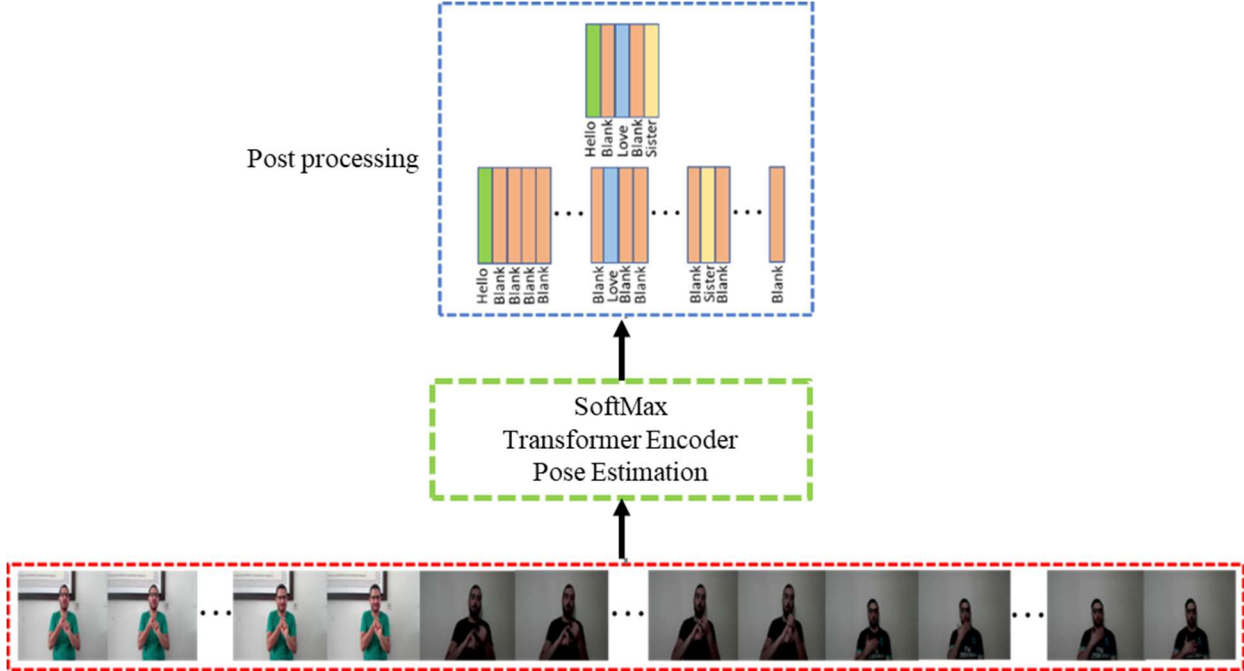 Hello
Blank
Love
Blank
Sister
Post processing
Hello
Blank
Blank
Blank
Blank
...
Blank
Love
Blank
Blank
...
Blank
Sister
Blank
...
Blank
SoftMax
Transformer Encoder
Pose Estimation
...
...
...